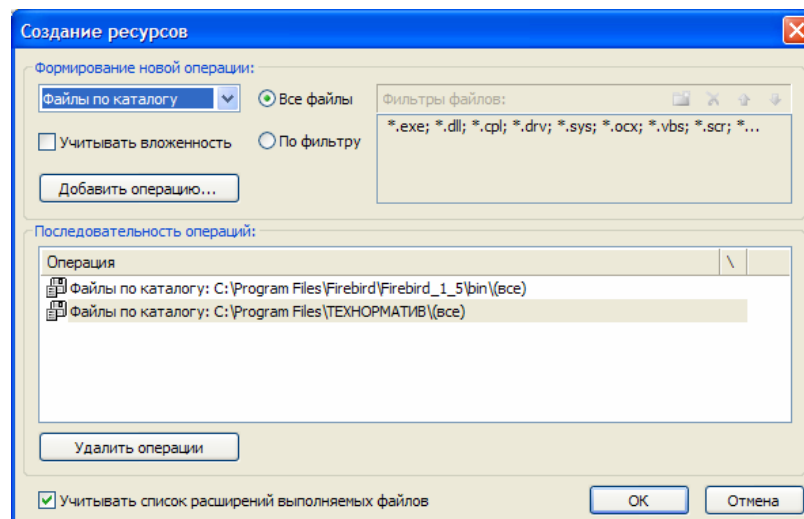 Создание ресурсов
Формирование новой операции:
Файлы по каталогу
Все файлы
Фильтры файлов:
*.exe; *.dll; *.cpl; *.drv; *.sys; *.ocx; *.vbs; *.scr; *...
Учитывать вложенность
По фильтру
Добавить операцию...
Последовательность операций:
Операция \
Файлы по каталогу: C:\Program Files\Firebird\Firebird_1_5\bin\(все)
Файлы по каталогу: C:\Program Files\ТЕХНОРМАТИВ\(все)
Удалить операции
Учитывать список расширений выполняемых файлов
ОК
Отмена